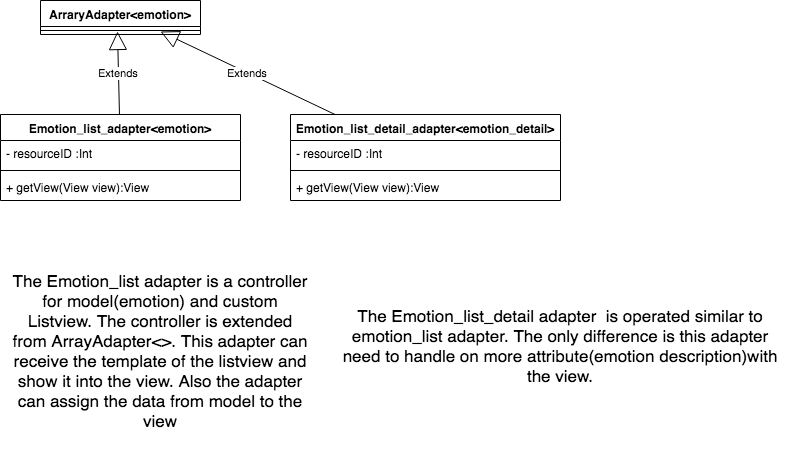 ArraryAdapter<emotion>
Extends
Extends
Emotion_list_adapter<emotion>
- resourceID :Int
+ getView(View view):View
Emotion_list_detail_adapter<emotion_detail>
- resourceID :Int
+ getView(View view):View
The Emotion_list adapter is a controller
for model(emotion) and custom
Listview. The controller is extended
from ArrayAdapter<>. This adapter can
receive the template of the listview and
show it into the view. Also the adapter
can assign the data from model to the
view
The Emotion_list_detail adapter  is operated similar to
emotion_list adapter. The only difference is this adapter
need to handle on more attribute(emotion description)with
the view.